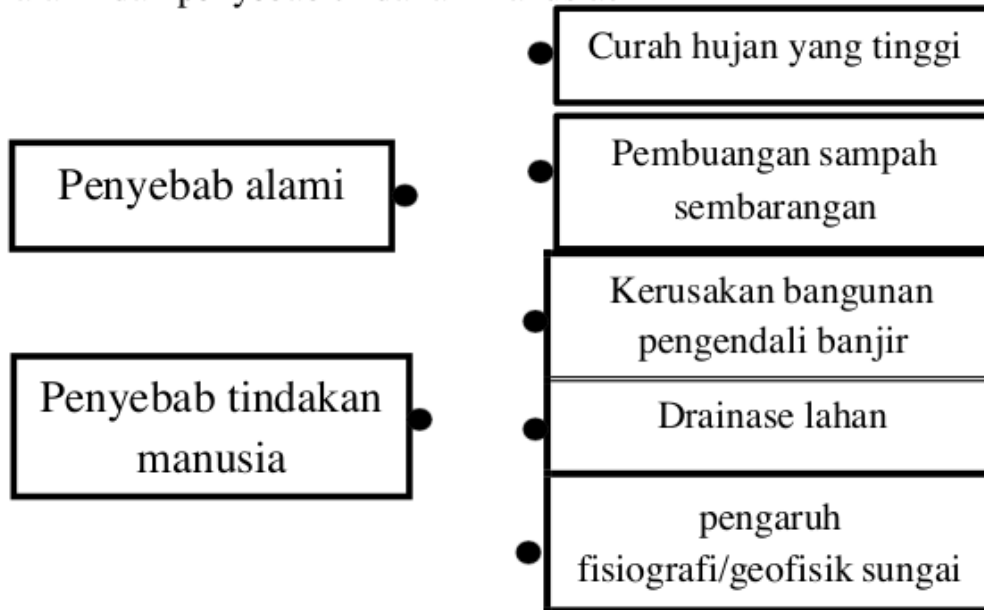 Curah hujan yang tinggi
Penyebab alami
Pembuangan sampah
sembarangan
Kerusakan bangunan
pengendali banjir
Penyebab tindakan
manusia
Drainase lahan
pengaruh
fisiografi/geofisik sungai